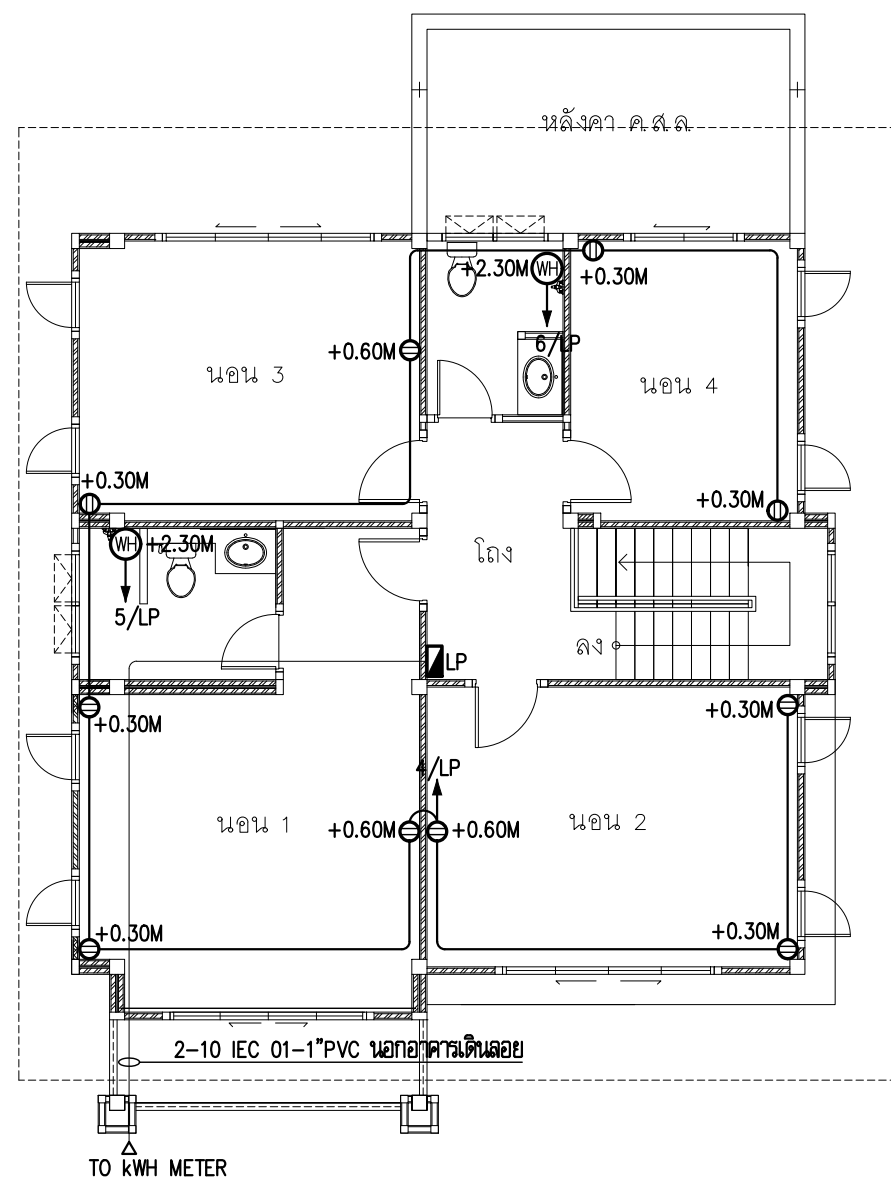 หลังคา ค.ส.ล.
+2.30M WH
+0.30M
6/LP
+0.60M
นอน 3
นอน 4
+0.30M
+0.30M
WH +2.30M
โถง
5/LP
ลง
LP
+0.30M
+0.30M
4/LP
นอน 1
+0.60M
+0.60M
นอน 2
+0.30M
+0.30M
2-10 IEC 01-1"PVC นอกอาคารเดินลอย
TO kWH METER